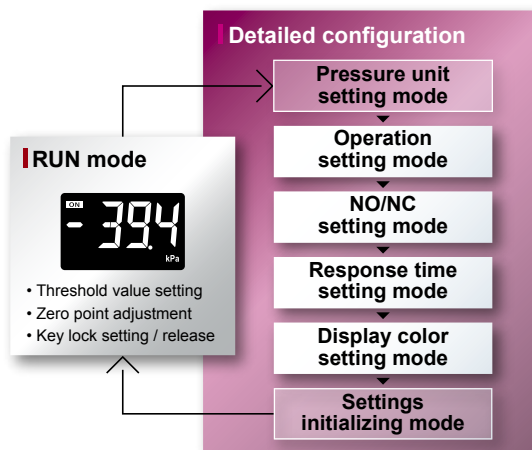 Detailed configuration
Pressure unit
setting mode
Operation
setting mode
NO/NC
setting mode
Response time
setting mode
Display color
setting mode
Settings
initializing mode
RUN mode
ON
- 39.4
kPa
• Threshold value setting
• Zero point adjustment
• Key lock setting / release